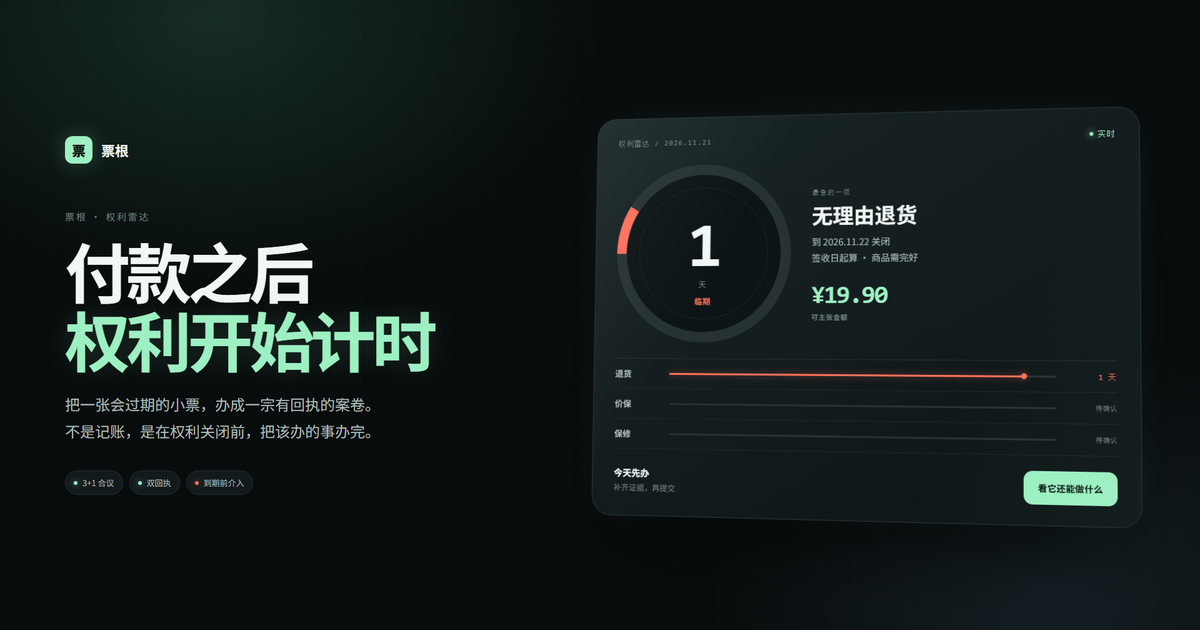 票 票根
票根 · 权利雷达
付款之后
权利开始计时
把一张会过期的小票，办成一宗有回执的案卷。
不是记账，是在权利关闭前，把该办的事办完。
3+1 合议
双回执
到期前介入
权利雷达 / 2026.11.21
实时
1
天
临期
最急的一项
无理由退货
到 2026.11.22 关闭
签收日起算 · 商品需完好
¥19.90
可主张金额
退货 1 天
价保 待确认
保修 待确认
今天先办
补齐证据，再提交
看它还能做什么